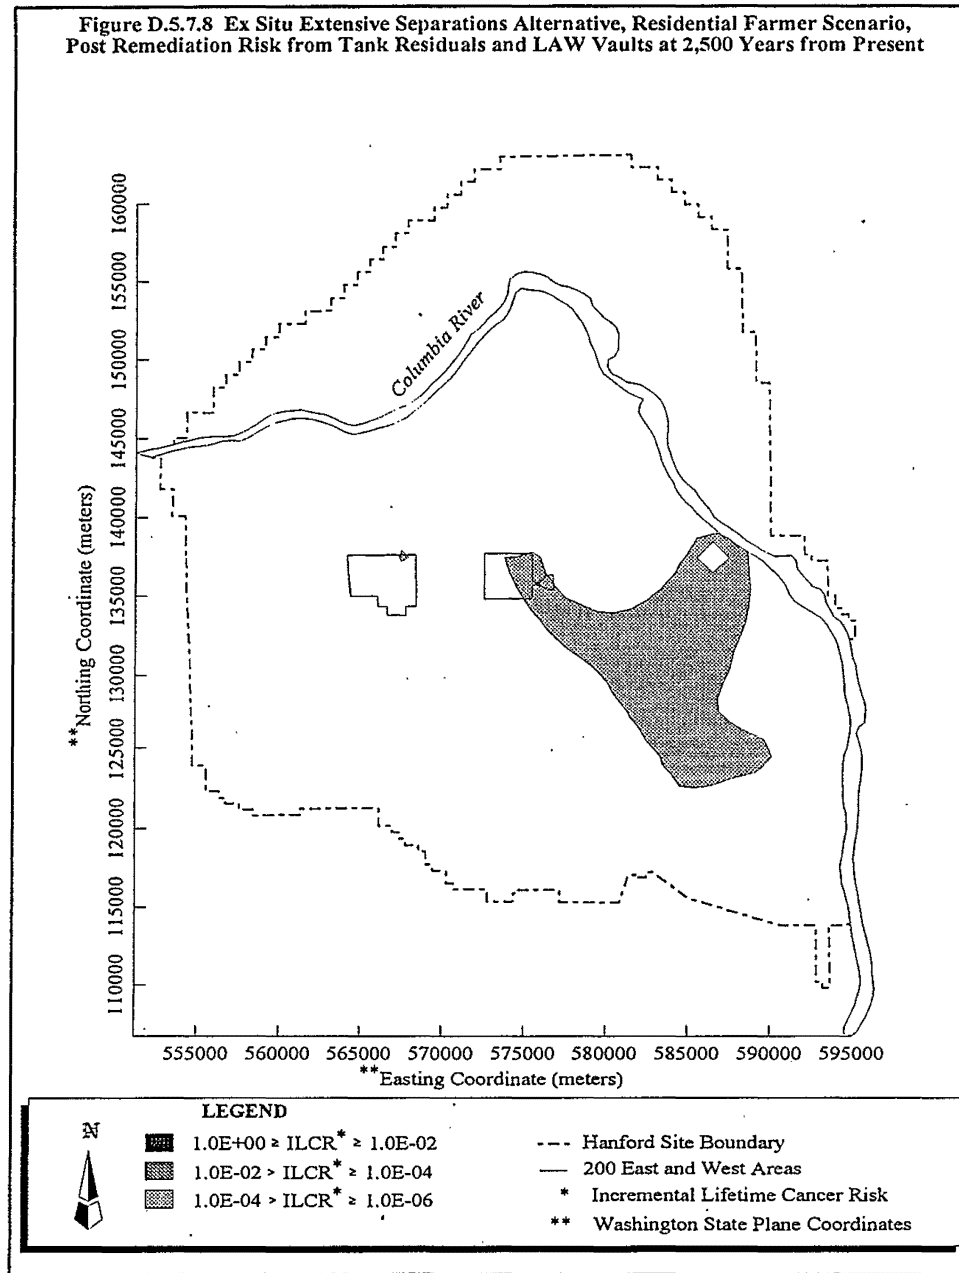 Figure D.5.7.8 Ex Situ Extensive Separations Alternative, Residential Farmer Scenario,
Post Remediation Risk from Tank Residuals and LAW Vaults at 2,500 Years from Present
**Northing Coordinate (meters)
160000
155000
150000
145000
140000
135000
130000
125000
120000
115000
110000
Columbia River
555000 560000 565000 570000 575000 580000 585000 590000 595000
**Easting Coordinate (meters)
LEGEND
N
1.0E+00 ≥ ILCR* ≥ 1.0E-02
1.0E-02 > ILCR* ≥ 1.0E-04
1.0E-04 > ILCR* ≥ 1.0E-06
Hanford Site Boundary
200 East and West Areas
* Incremental Lifetime Cancer Risk
** Washington State Plane Coordinates